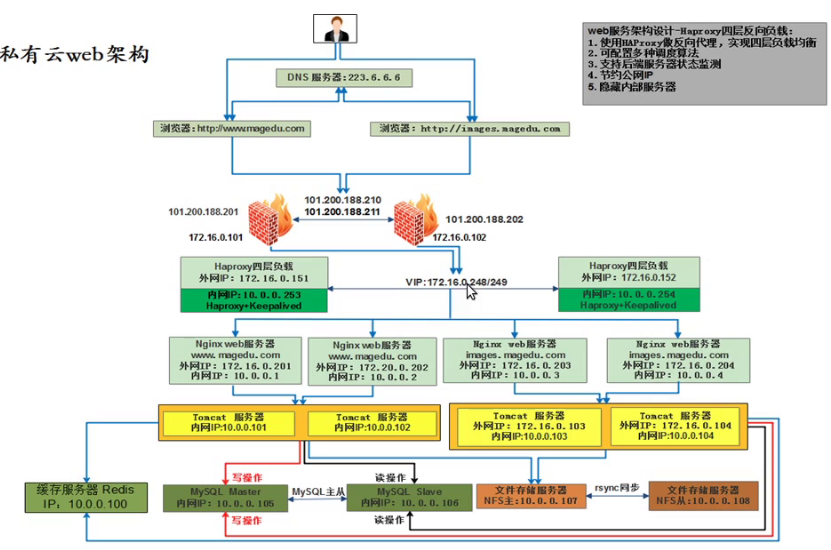 私有云web架构
web服务架构设计-Haproxy四层反向负载:
1. 使用HAProxy做反向代理，实现四层负载均衡
2. 可配置多种调度算法
3. 支持后端服务器状态监测
4. 节约公网IP
5. 隐藏内部服务器
DNS 服务器:223.6.6.6
浏览器:http://www.magedu.com
浏览器: http://images.magedu.com
101.200.188.210
101.200.188.211
101.200.188.201
101.200.188.202
172.16.0.101
172.16.0.102
Haproxy四层负载
外网IP: 172.16.0.151
内网IP:10.0.0.253
Haproxy+Keepalived
VIP:172.16.0.248/249
Haproxy四层负载
外网IP: 172.16.0.152
内网IP:10.0.0.254
Haproxy+Keepalived
Nginx web服务器
www.magedu.com
外网IP: 172.16.0.201
内网IP: 10.0.0.1
Nginx web服务器
www.magedu.com
外网IP: 172.20.0.202
内网IP: 10.0.0.2
Nginx web服务器
images.magedu.com
外网IP: 172.16.0.203
内网IP: 10.0.0.3
Nginx web服务器
images.magedu.com
外网IP: 172.16.0.204
内网IP: 10.0.0.4
Tomcat 服务器
内网IP:10.0.0.101
Tomcat 服务器
内网IP:10.0.0.102
Tomcat 服务器
外网IP: 172.16.0.103
内网IP:10.0.0.103
Tomcat 服务器
外网IP: 172.16.0.104
内网IP:10.0.0.104
写操作
读操作
缓存服务器 Redis
IP: 10.0.0.100
MySQL Master
内网IP: 10.0.0.105
MySQL主从
MySQL Slave
内网IP: 10.0.0.106
文件存储服务器
NFS主:10.0.0.107
rsync同步
文件存储服务器
NFS从:10.0.0.108
写操作
读操作